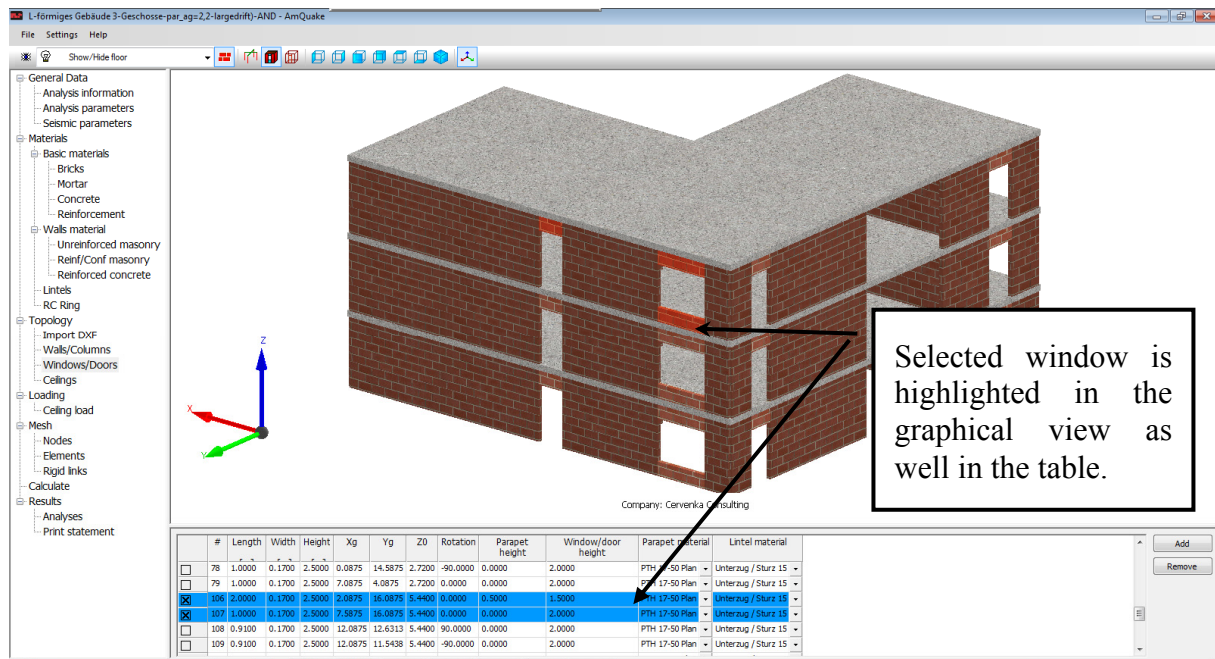 L-förmiges Gebäude 3-Geschosse-par_ag=2,2-largedrift)-AND - AmQuake
File Settings Help
Show/Hide floor
General Data
Analysis information
Analysis parameters
Seismic parameters
Materials
Basic materials
Bricks
Mortar
Concrete
Reinforcement
Walls material
Unreinforced masonry
Reinf/Conf masonry
Reinforced concrete
Lintels
RC Ring
Topology
Import DXF
Walls/Columns
Windows/Doors
Ceilings
Loading
Ceiling load
Mesh
Nodes
Elements
Rigid links
Calculate
Results
Analyses
Print statement
Z
X
Y
Selected window is
highlighted in the
graphical view as
well in the table.
Company: Cervenka Consulting
# Length Width Height Xg Yg Z0 Rotation Parapet height Window/door height Parapet material Lintel material
78 1.0000 0.1700 2.5000 0.0875 14.5875 2.7200 -90.0000 0.0000 2.0000 PTH 17-50 Plan Unterzug / Sturz 15
79 1.0000 0.1700 2.5000 7.0875 4.0875 2.7200 0.0000 0.0000 2.0000 PTH 17-50 Plan Unterzug / Sturz 15
106 2.0000 0.1700 2.5000 2.0875 16.0875 5.4400 0.0000 0.5000 1.5000 PTH 17-50 Plan Unterzug / Sturz 15
107 1.0000 0.1700 2.5000 7.5875 16.0875 5.4400 0.0000 0.0000 2.0000 PTH 17-50 Plan Unterzug / Sturz 15
108 0.9100 0.1700 2.5000 12.0875 12.6313 5.4400 90.0000 0.0000 2.0000 PTH 17-50 Plan Unterzug / Sturz 15
109 0.9100 0.1700 2.5000 12.0875 11.5438 5.4400 -90.0000 0.0000 2.0000 PTH 17-50 Plan Unterzug / Sturz 15
Add
Remove